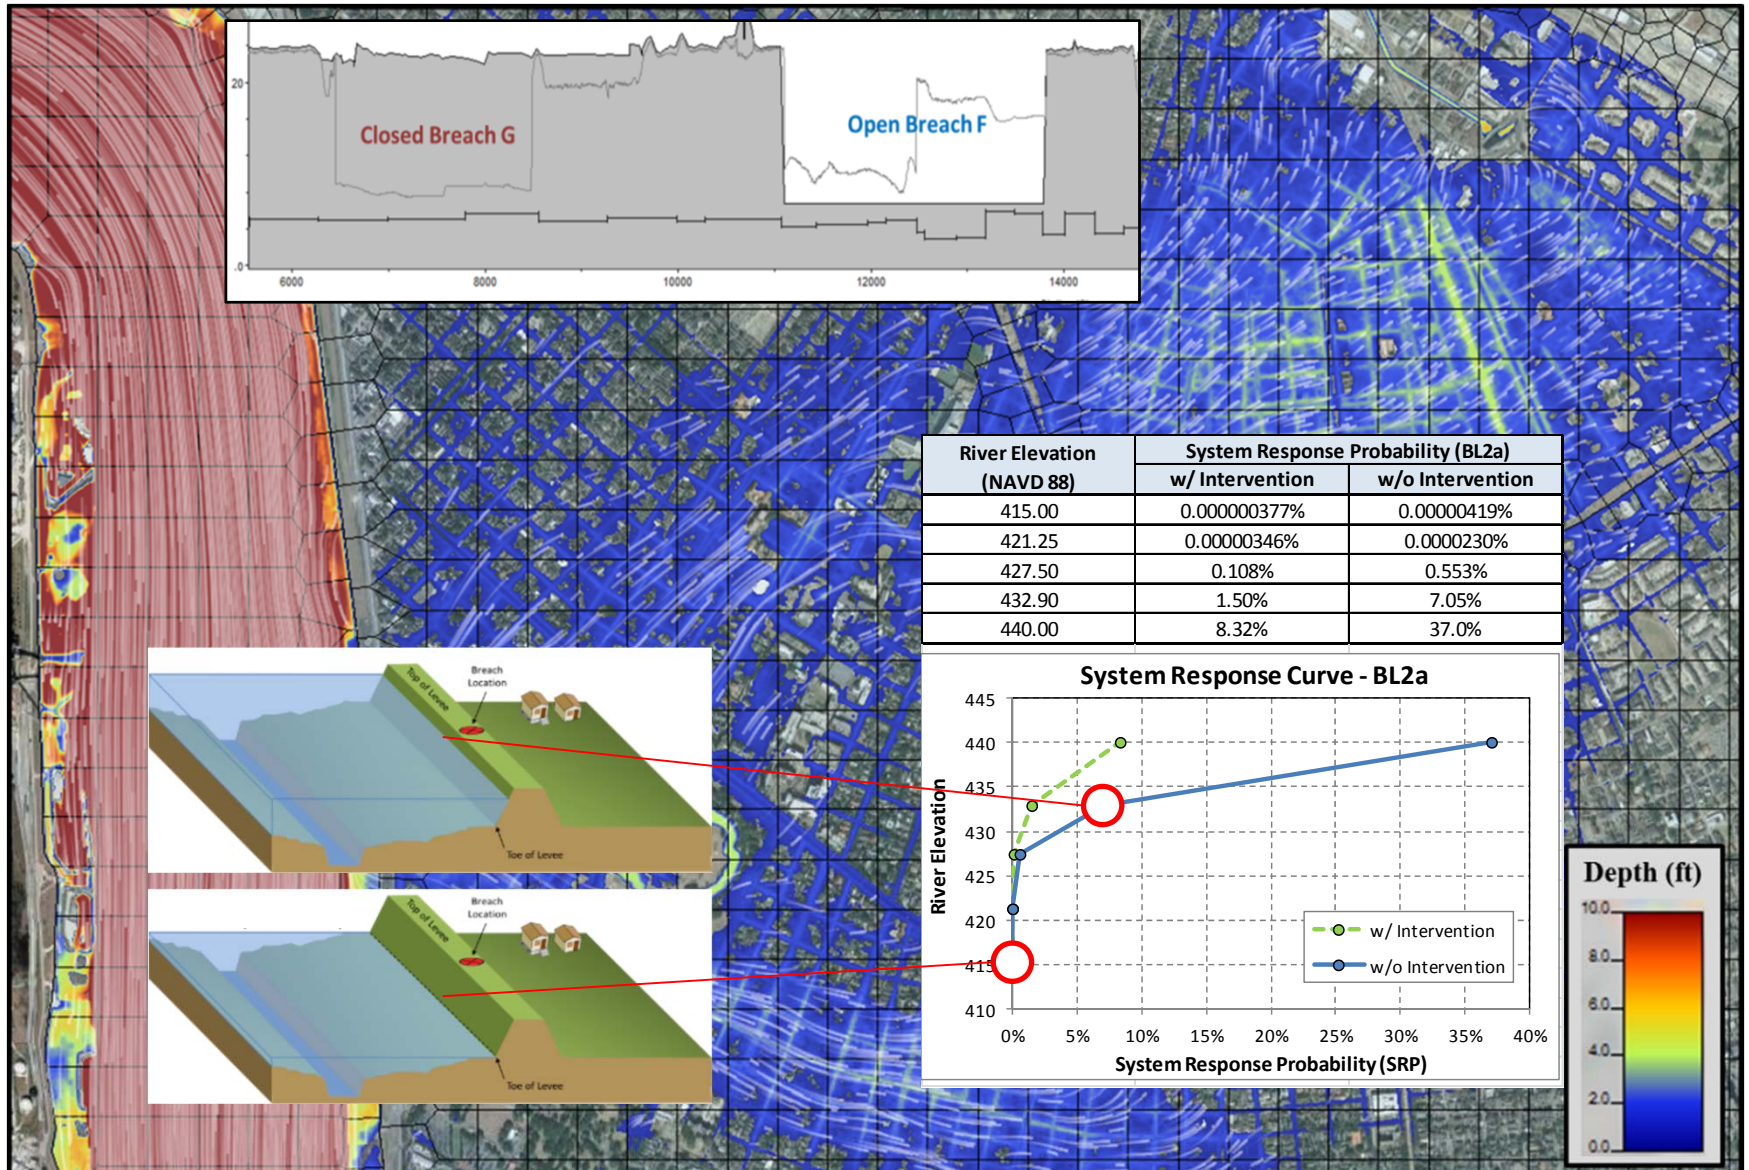 20
Closed Breach G
Open Breach F
.0
6000 8000 10000 12000 14000
River Elevation (NAVD 88) System Response Probability (BL2a)
w/ Intervention w/o Intervention
415.00 0.000000377% 0.00000419%
421.25 0.00000346% 0.0000230%
427.50 0.108% 0.553%
432.90 1.50% 7.05%
440.00 8.32% 37.0%
Top of Levee
Breach
Location
Toe of Levee
Top of Levee
Breach
Location
Toe of Levee
System Response Curve - BL2a
River Elevation
445
440
435
430
425
420
415
410
w/ Intervention
w/o Intervention
0% 5% 10% 15% 20% 25% 30% 35% 40%
System Response Probability (SRP)
Depth (ft)
10.0
8.0
6.0
4.0
2.0
0.0